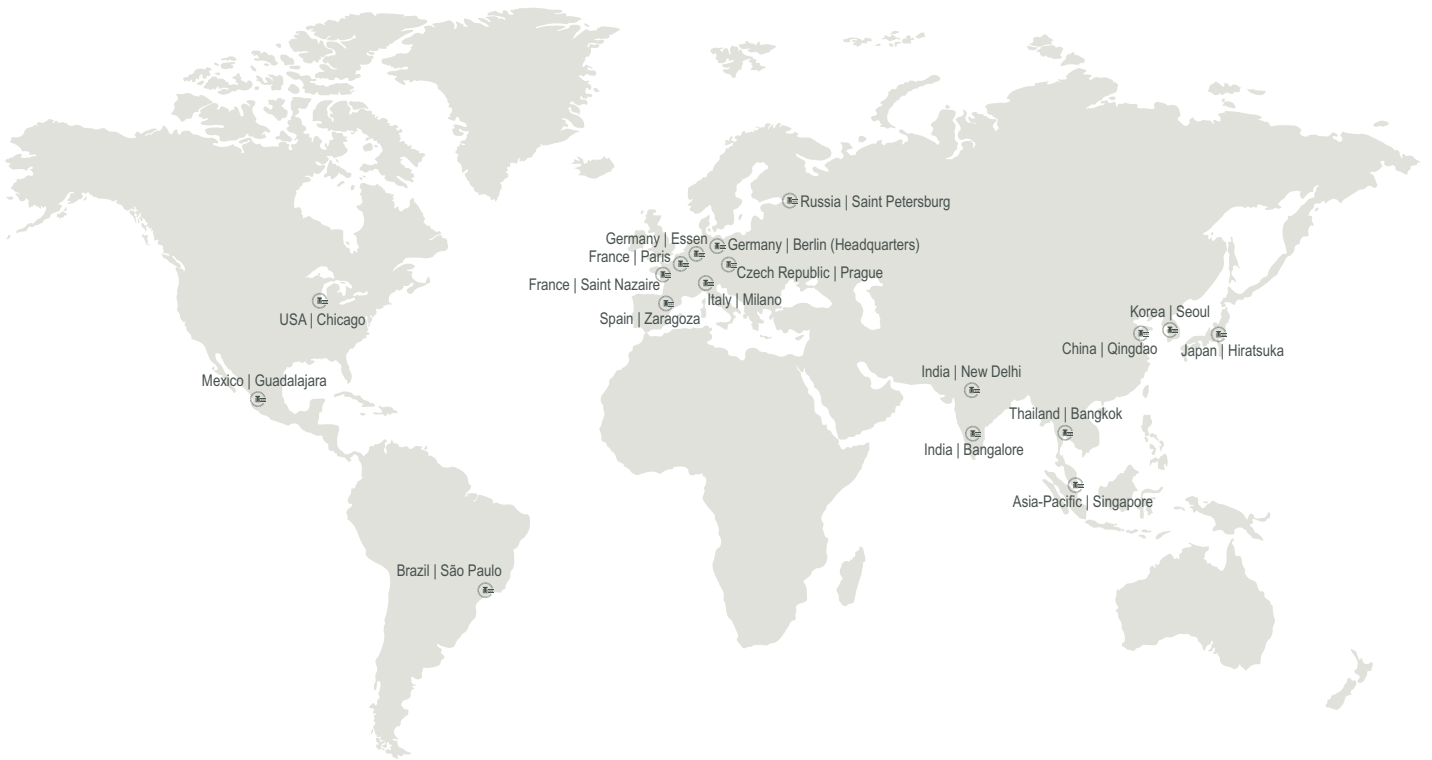 Russia | Saint Petersburg
Germany | Essen
Germany | Berlin (Headquarters)
France | Paris
Czech Republic | Prague
France | Saint Nazaire
Italy | Milano
Spain | Zaragoza
USA | Chicago
Korea | Seoul
China | Qingdao
Japan | Hiratsuka
Mexico | Guadalajara
India | New Delhi
Thailand | Bangkok
India | Bangalore
Asia-Pacific | Singapore
Brazil | São Paulo